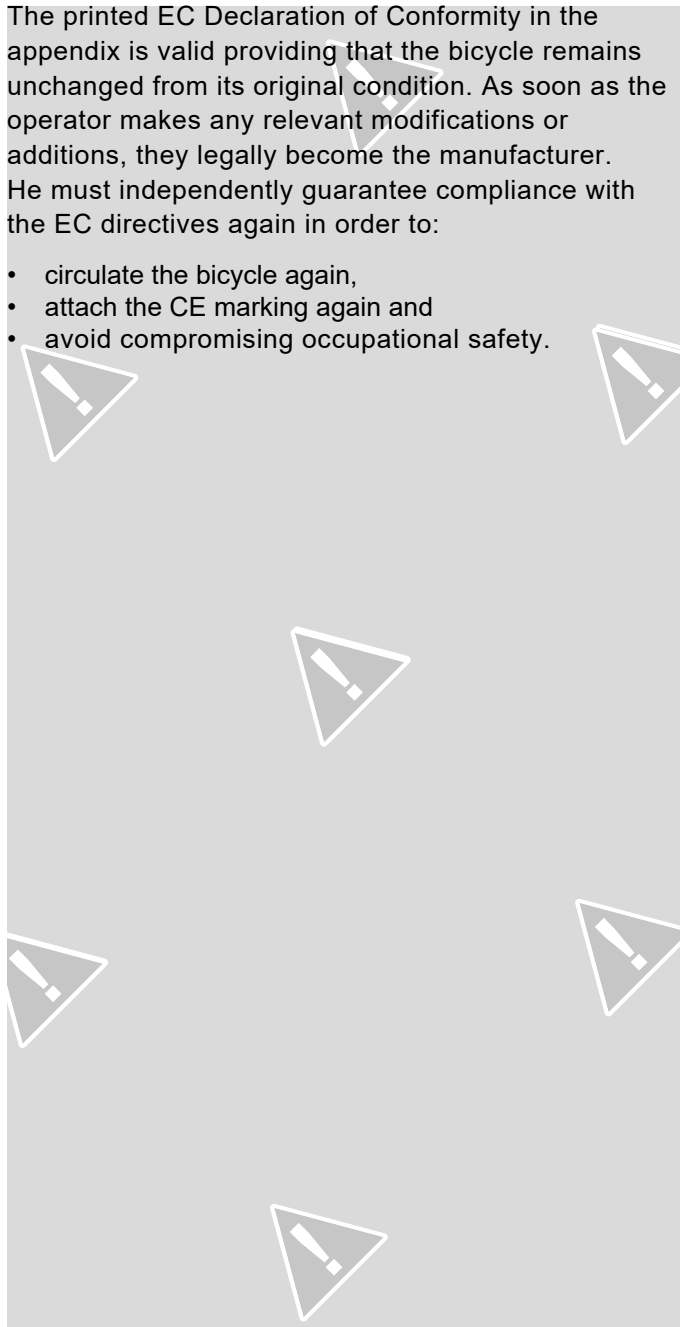 The printed EC Declaration of Conformity in the
appendix is valid providing that the bicycle remains
unchanged from its original condition. As soon as the
operator makes any relevant modifications or
additions, they legally become the manufacturer.
He must independently guarantee compliance with
the EC directives again in order to:
• circulate the bicycle again,
• attach the CE marking again and
• avoid compromising occupational safety.